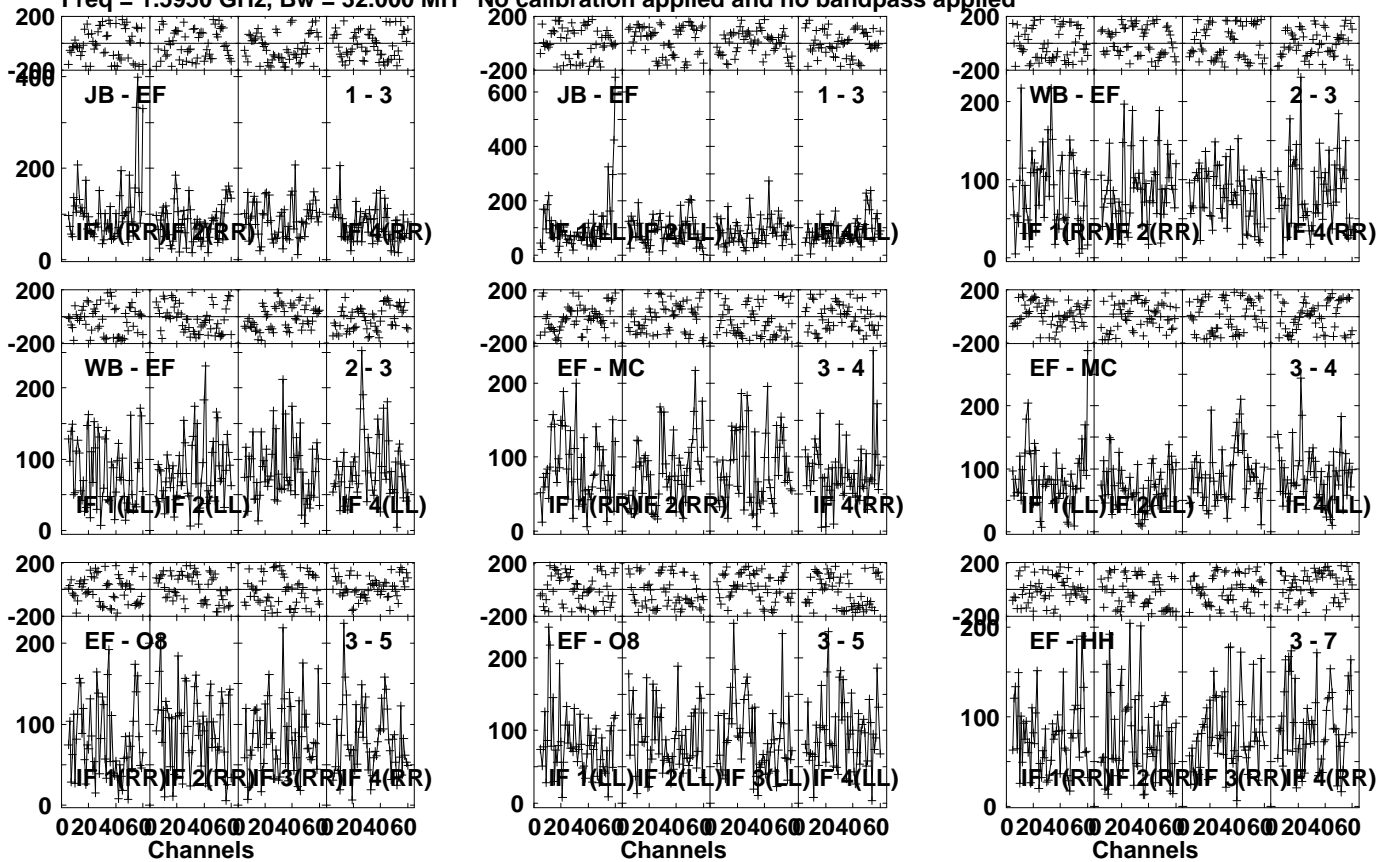 Freq = 1.5950 GHz, Bw = 32.000 MH No calibration applied and no bandpass applied
200
-200
400
200
0
JB - EF 1 - 3
IF 1(RR) IF 2(RR) IF 4(RR)
200
-200
600
400
200
0
JB - EF 1 - 3
IF 1(LL) IF 2(LL) IF 4(LL)
200
-200
200
100
0
WB - EF 2 - 3
IF 1(RR) IF 2(RR) IF 4(RR)
200
-200
200
100
0
WB - EF 2 - 3
IF 1(LL) IF 2(LL) IF 4(LL)
200
-200
200
100
0
EF - MC 3 - 4
IF 1(RR) IF 2(RR) IF 4(RR)
200
-200
200
100
0
EF - MC 3 - 4
IF 1(LL) IF 2(LL) IF 4(LL)
200
-200
200
100
0
EF - O8 3 - 5
IF 1(RR) IF 2(RR) IF 3(RR) IF 4(RR)
0 20 40 60 0 20 40 60 0 20 40 60 0 20 40 60
Channels
200
-200
200
100
0
EF - O8 3 - 5
IF 1(LL) IF 2(LL) IF 3(LL) IF 4(LL)
0 20 40 60 0 20 40 60 0 20 40 60 0 20 40 60
Channels
200
-200
200
100
0
EF - HH 3 - 7
IF 1(RR) IF 2(RR) IF 3(RR) IF 4(RR)
0 20 40 60 0 20 40 60 0 20 40 60 0 20 40 60
Channels